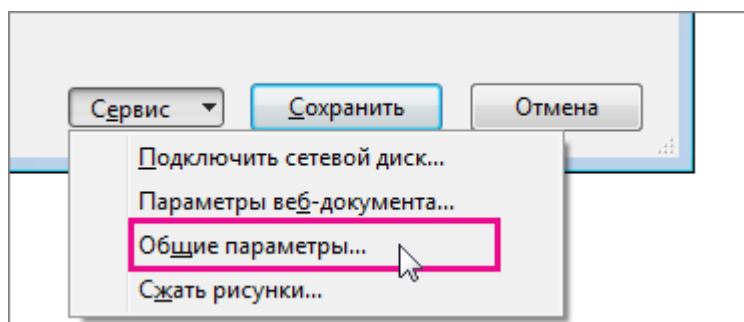 Сервис Сохранить Отмена
Подключить сетевой диск...
Параметры веб-документа...
Общие параметры...
Сжать рисунки...